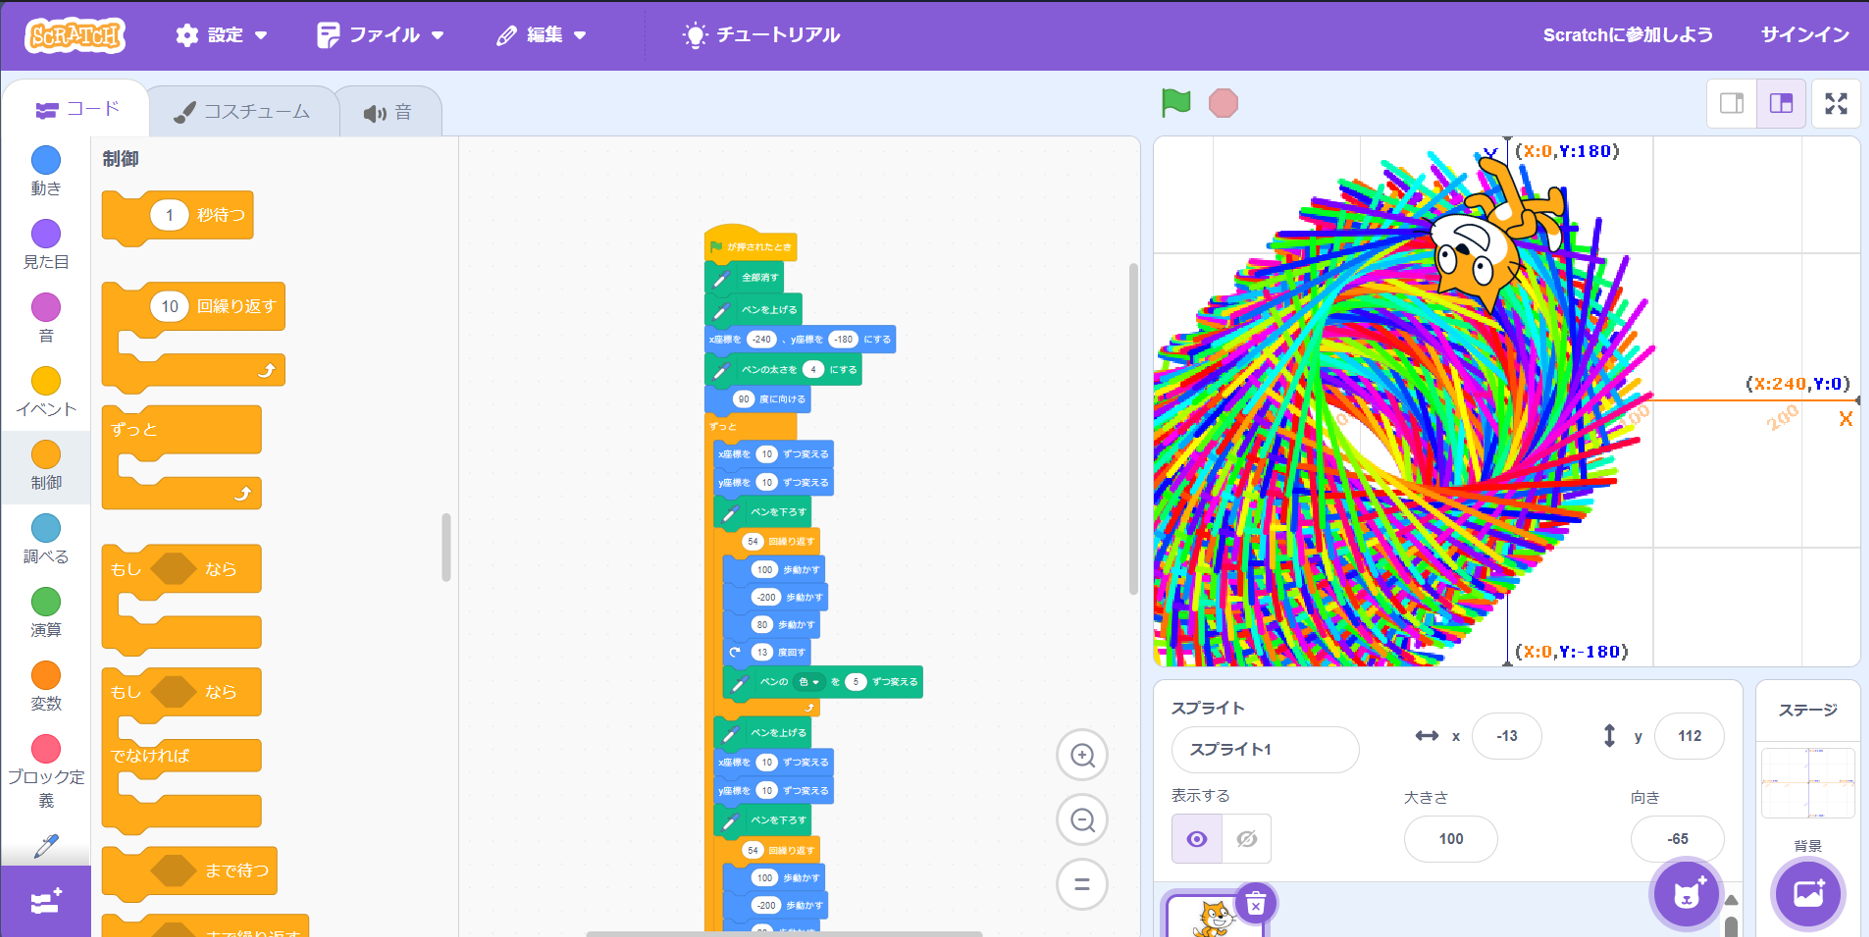 SCRATCH
設定
ファイル
編集
チュートリアル
Scratchに参加しよう
サインイン
コード
コスチューム
音
動き
見た目
音
イベント
制御
調べる
演算
変数
ブロック定
義
制御
1 秒待つ
10 回繰り返す
ずっと
もし なら
もし なら
でなければ
まで待つ
まで繰り返す
が押されたとき
全部消す
ペンを上げる
x座標を -240 、y座標を -180 にする
ペンの太さを 4 にする
90 度に向ける
ずっと
x座標を 10 ずつ変える
y座標を 10 ずつ変える
ペンを下ろす
54 回繰り返す
100 歩動かす
-200 歩動かす
80 歩動かす
13 度回す
ペンの 色 を 5 ずつ変える
ペンを上げる
x座標を 10 ずつ変える
y座標を 10 ずつ変える
ペンを下ろす
54 回繰り返す
100 歩動かす
-200 歩動かす
Y
(X:0,Y:180)
(X:240,Y:0)
100
200
X
(X:0,Y:-180)
スプライト
スプライト1
x -13
y 112
表示する
大きさ 100
向き -65
ステージ
背景